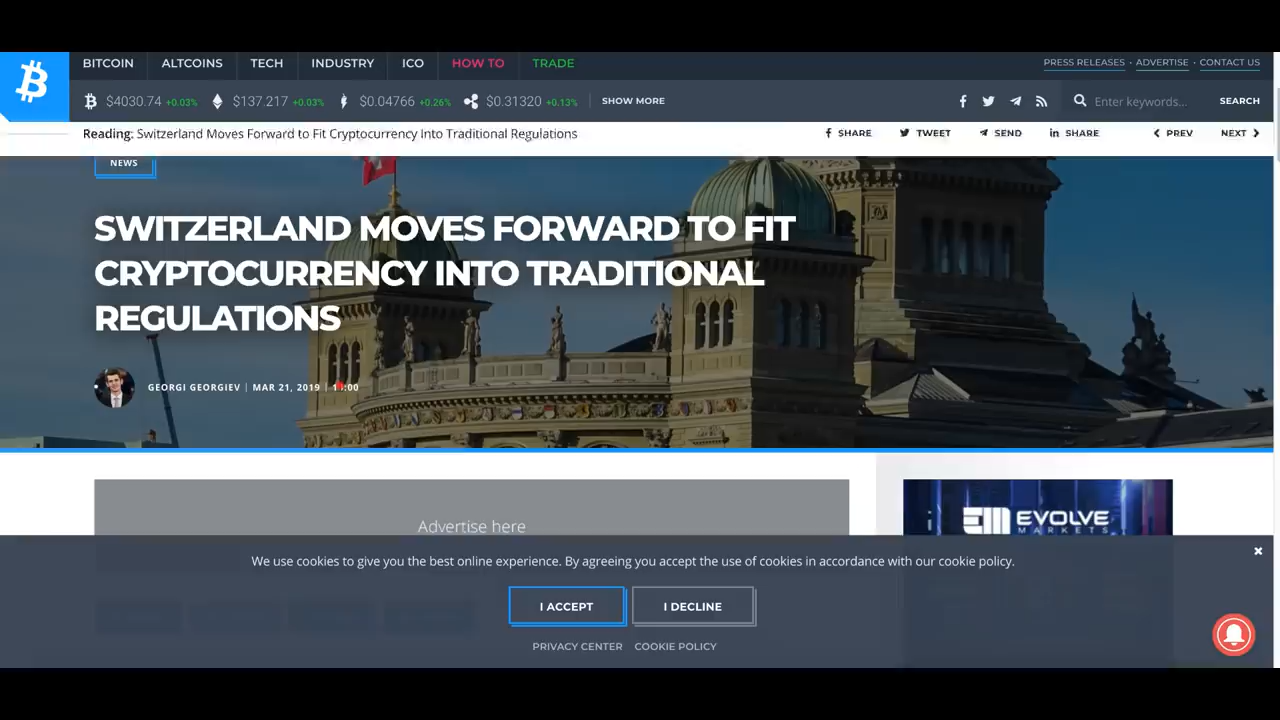 BITCOIN ALTCOINS TECH INDUSTRY ICO HOW TO TRADE PRESS RELEASES · ADVERTISE · CONTACT US
$4030.74 +0.03% $137.217 +0.03% $0.04766 +0.26% $0.31320 +0.13% SHOW MORE Enter keywords... SEARCH
Reading: Switzerland Moves Forward to Fit Cryptocurrency Into Traditional Regulations SHARE TWEET SEND SHARE PREV NEXT
NEWS
SWITZERLAND MOVES FORWARD TO FIT
CRYPTOCURRENCY INTO TRADITIONAL
REGULATIONS
GEORGI GEORGIEV | MAR 21, 2019 |
Advertise here
EVOLVE
MARKETS
We use cookies to give you the best online experience. By agreeing you accept the use of cookies in accordance with our cookie policy.
I ACCEPT I DECLINE
PRIVACY CENTER COOKIE POLICY